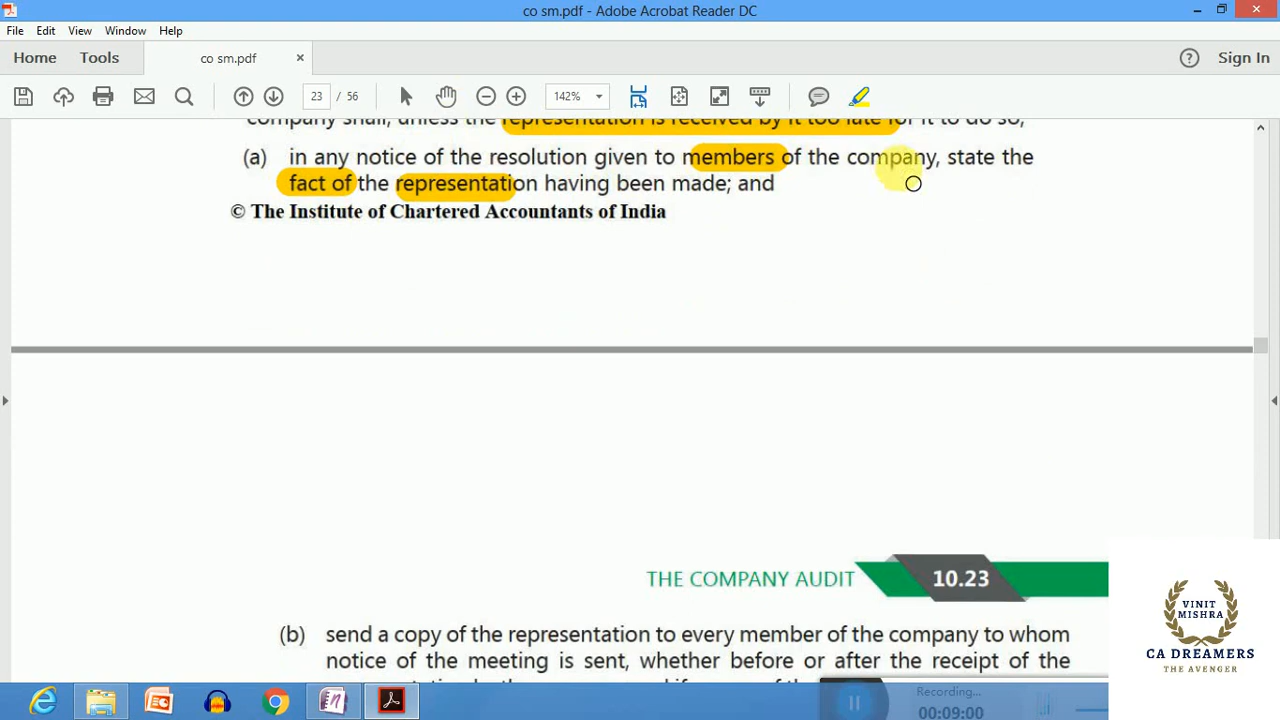 co sm.pdf - Adobe Acrobat Reader DC
File Edit View Window Help
Home Tools co sm.pdf × ? Sign In
23 / 56 142%
company shall, unless the representation is received by it too late for it to do so,
(a) in any notice of the resolution given to members of the company, state the
fact of the representation having been made; and
© The Institute of Chartered Accountants of India
THE COMPANY AUDIT 10.23
(b) send a copy of the representation to every member of the company to whom
notice of the meeting is sent, whether before or after the receipt of the
VINIT
MISHRA
CA DREAMERS
THE AVENGER
Recording...
00:09:00